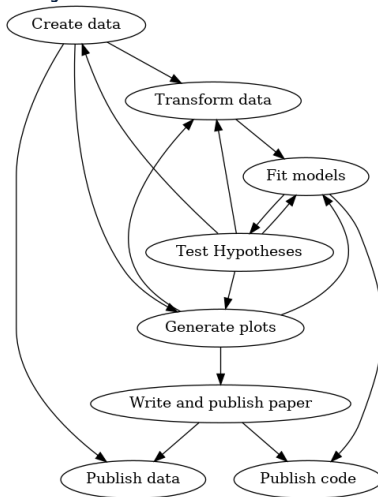 Create data
Transform data
Fit models
Test Hypotheses
Generate plots
Write and publish paper
Publish data
Publish code